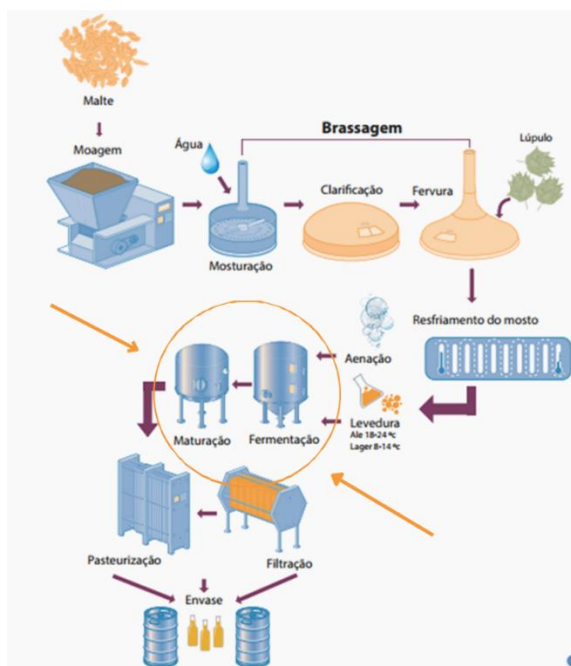 Malte
Moagem
Água
Brassagem
Lúpulo
Clarificação
Fervura
Mosturação
Resfriamento do mosto
Aenação
Levedura
Ale 18-24 ºc
Lager 8-14 ºc
Maturação
Fermentação
Pasteurização
Filtração
Envase